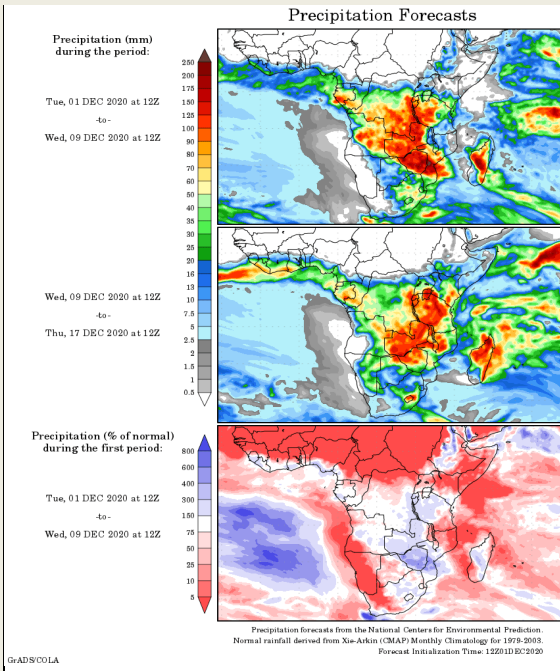 Precipitation Forecasts
Precipitation (mm)
during the period:
Tue, 01 DEC 2020 at 12Z
-to-
Wed, 09 DEC 2020 at 12Z
250
200
175
150
125
100
90
80
70
60
50
40
35
30
25
20
16
13
10
7.5
5
2.5
2
1.5
1
0.5
Wed, 09 DEC 2020 at 12Z
-to-
Thu, 17 DEC 2020 at 12Z
Precipitation (% of normal)
during the first period:
Tue, 01 DEC 2020 at 12Z
-to-
Wed, 09 DEC 2020 at 12Z
800
600
400
300
150
75
50
25
10
5
Precipitation forecasts from the National Centers for Environmental Prediction.
Normal rainfall derived from Xie-Arkin (CMAP) Monthly Climatology for 1979-2003.
Forecast Initialization Time: 12Z01DEC2020
GrADS/COLA